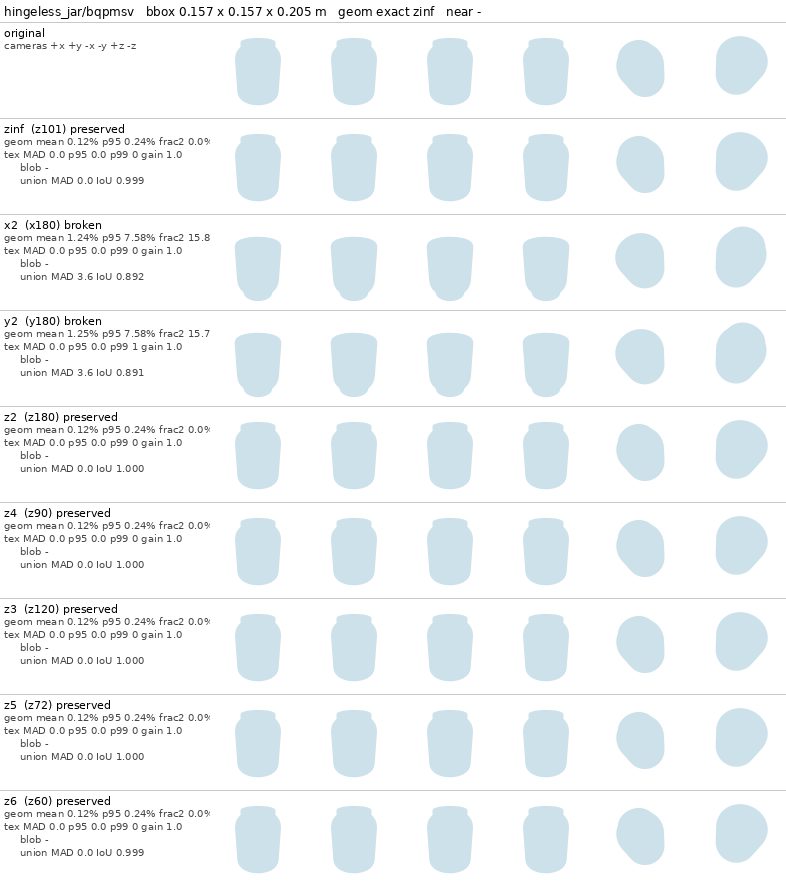 hingeless_jar/bqpmsv   bbox 0.157 x 0.157 x 0.205 m   geom exact zinf   near -
original
cameras +x +y -x -y +z -z
zinf  (z101) preserved
geom mean 0.12% p95 0.24% frac2 0.0%
tex MAD 0.0 p95 0.0 p99 0 gain 1.0
blob -
union MAD 0.0 IoU 0.999
x2  (x180) broken
geom mean 1.24% p95 7.58% frac2 15.8
tex MAD 0.0 p95 0.0 p99 0 gain 1.0
blob -
union MAD 3.6 IoU 0.892
y2  (y180) broken
geom mean 1.25% p95 7.58% frac2 15.7
tex MAD 0.0 p95 0.0 p99 1 gain 1.0
blob -
union MAD 3.6 IoU 0.891
z2  (z180) preserved
geom mean 0.12% p95 0.24% frac2 0.0%
tex MAD 0.0 p95 0.0 p99 0 gain 1.0
blob -
union MAD 0.0 IoU 1.000
z4  (z90) preserved
geom mean 0.12% p95 0.24% frac2 0.0%
tex MAD 0.0 p95 0.0 p99 0 gain 1.0
blob -
union MAD 0.0 IoU 1.000
z3  (z120) preserved
geom mean 0.12% p95 0.24% frac2 0.0%
tex MAD 0.0 p95 0.0 p99 0 gain 1.0
blob -
union MAD 0.0 IoU 1.000
z5  (z72) preserved
geom mean 0.12% p95 0.24% frac2 0.0%
tex MAD 0.0 p95 0.0 p99 0 gain 1.0
blob -
union MAD 0.0 IoU 1.000
z6  (z60) preserved
geom mean 0.12% p95 0.24% frac2 0.0%
tex MAD 0.0 p95 0.0 p99 0 gain 1.0
blob -
union MAD 0.0 IoU 0.999